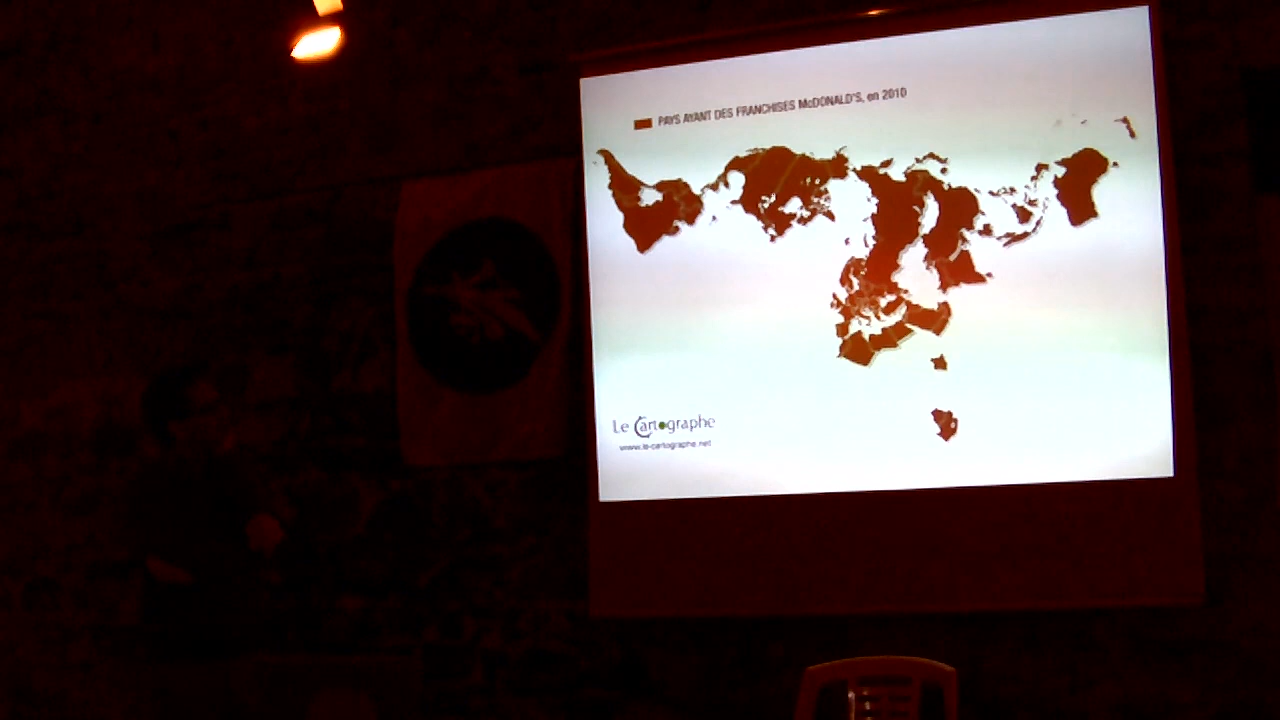 PAYS AYANT DES FRANCHISES McDONALD'S, en 2010
Le Cartographe
www.le-cartographe.net